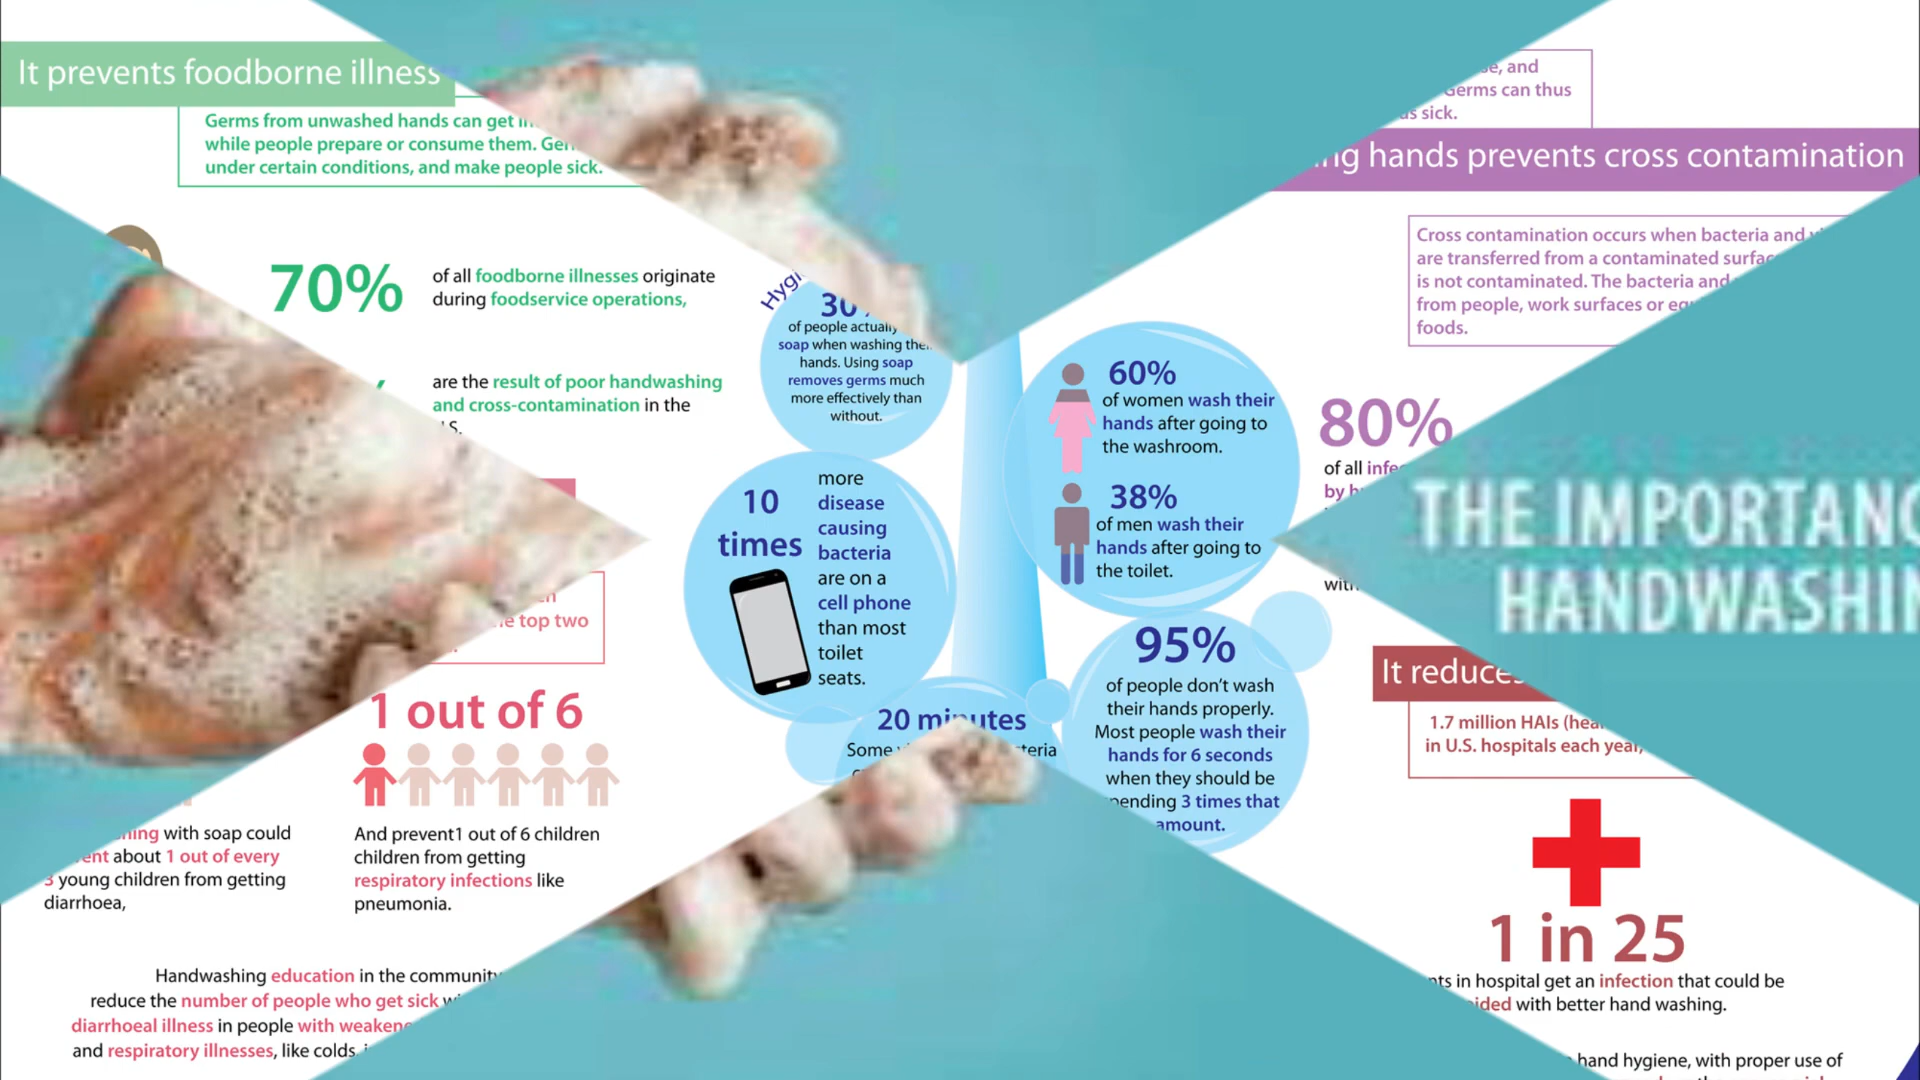 It prevents foodborne illness
Germs from unwashed hands can get
while people prepare or consume them.
under certain conditions, and make people sick.
70%
of all foodborne illnesses originate
during foodservice operations,
are the result of poor handwashing
and cross-contamination in the
top two
1 out of 6
with soap could
about 1 out of every
3 young children from getting
diarrhoea,
And prevent1 out of 6 children
children from getting
respiratory infections like
pneumonia.
Handwashing education in the community
reduce the number of people who get sick
diarrhoeal illness in people with
and respiratory illnesses, like colds,
of people actually
soap when washing
hands. Using soap
removes germs much
more effectively than
without.
10
times
more
disease
causing
bacteria
are on a
cell phone
than most
toilet
seats.
20 minutes
Some
60%
of women wash their
hands after going to
the washroom.
38%
of men wash their
hands after going to
the toilet.
95%
of people don't wash
their hands properly.
Most people wash their
hands for 6 seconds
when they should be
3 times that
amount.
and
Germs can thus
sick.
hands prevents cross contamination
Cross contamination occurs when bacteria and
are transferred from a contaminated
is not contaminated. The bacteria and
from people, work surfaces or
foods.
80%
of all
by
THE
HANDWASHING
It reduces
1.7 million HAIs
in U.S. hospitals each year,
1 in 25
in hospital get an infection that could be
with better hand washing.
hand hygiene, with proper use of